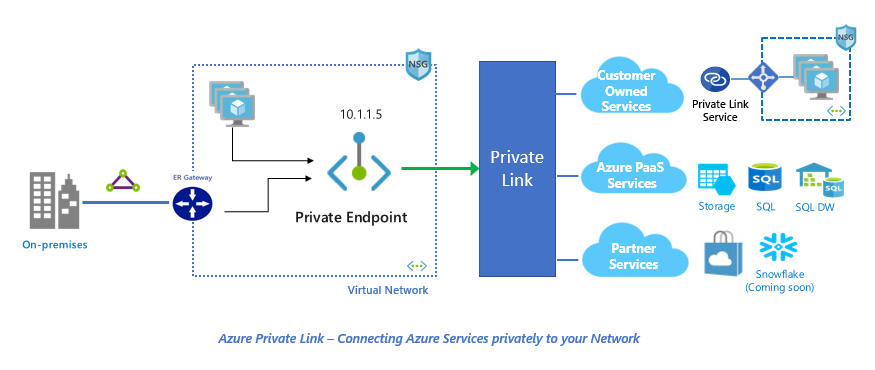 NSG
10.1.1.5
ER Gateway
Private Endpoint
On-premises
Virtual Network
Private
Link
Customer
Owned
Services
Private Link
Service
NSG
Azure PaaS
Services
Storage
SQL
SQL
SQL
SQL DW
Partner
Services
Snowflake
(Coming soon)
Azure Private Link – Connecting Azure Services privately to your Network